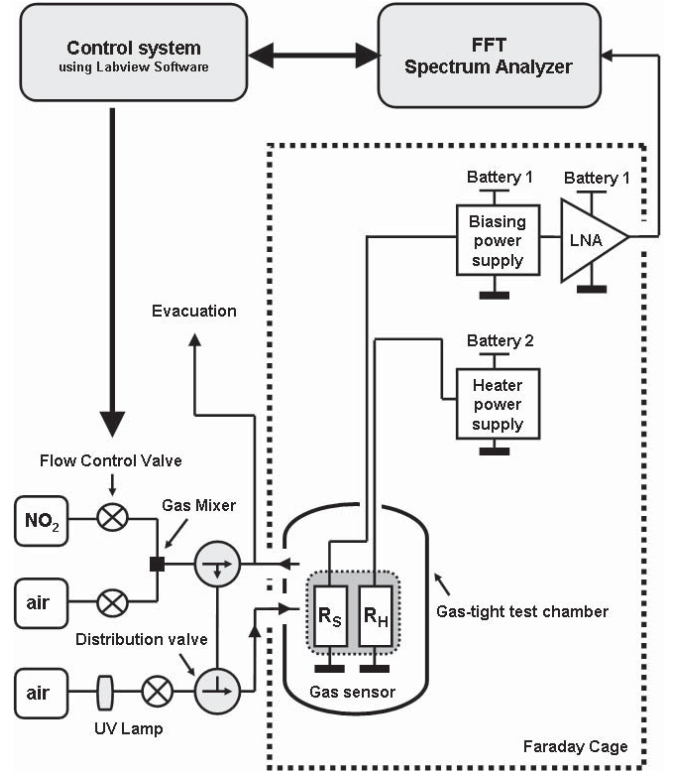 Control system
using Labview Software
FFT
Spectrum Analyzer
Battery 1
Battery 1
Biasing
power
supply
LNA
Evacuation
Battery 2
Heater
power
supply
Flow Control Valve
Gas Mixer
NO₂
air
R_S
R_H
Gas-tight test chamber
Distribution valve
Gas sensor
air
UV Lamp
Faraday Cage